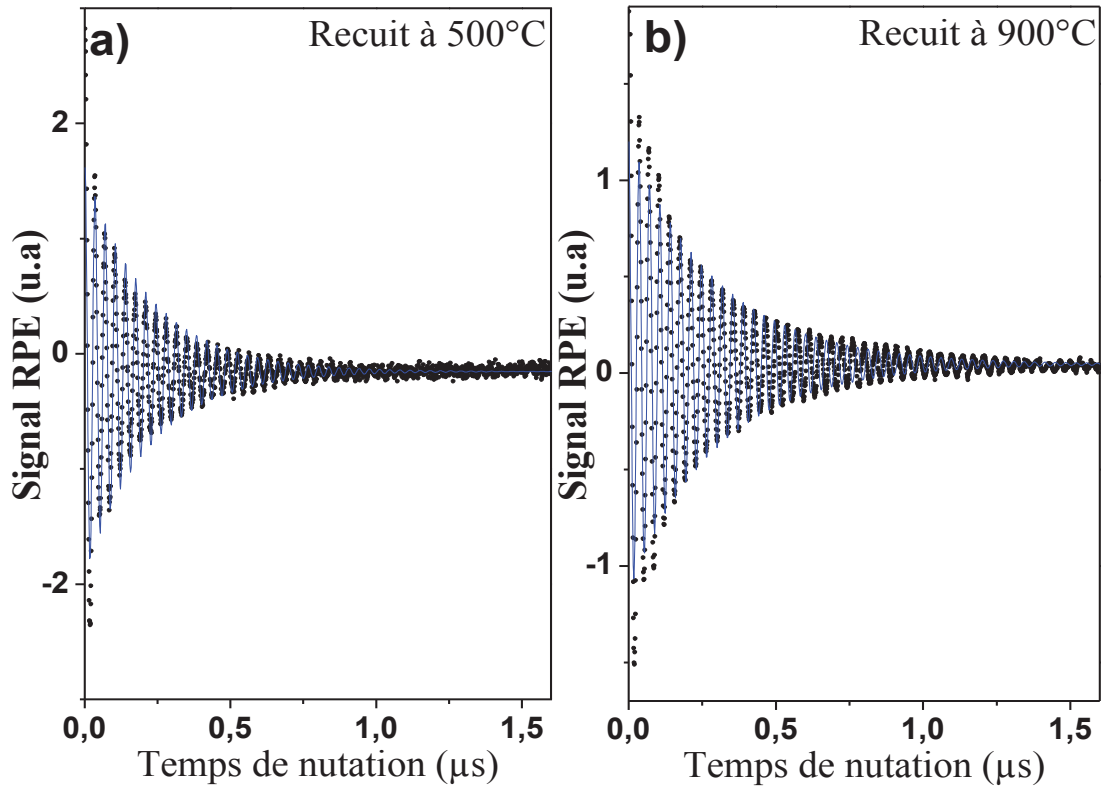 a)
Recuit à 500°C
Signal RPE (u.a)
2
0
-2
0,0
0,5
1,0
1,5
Temps de nutation (µs)
b)
Recuit à 900°C
Signal RPE (u.a)
1
0
-1
0,0
0,5
1,0
1,5
Temps de nutation (µs)